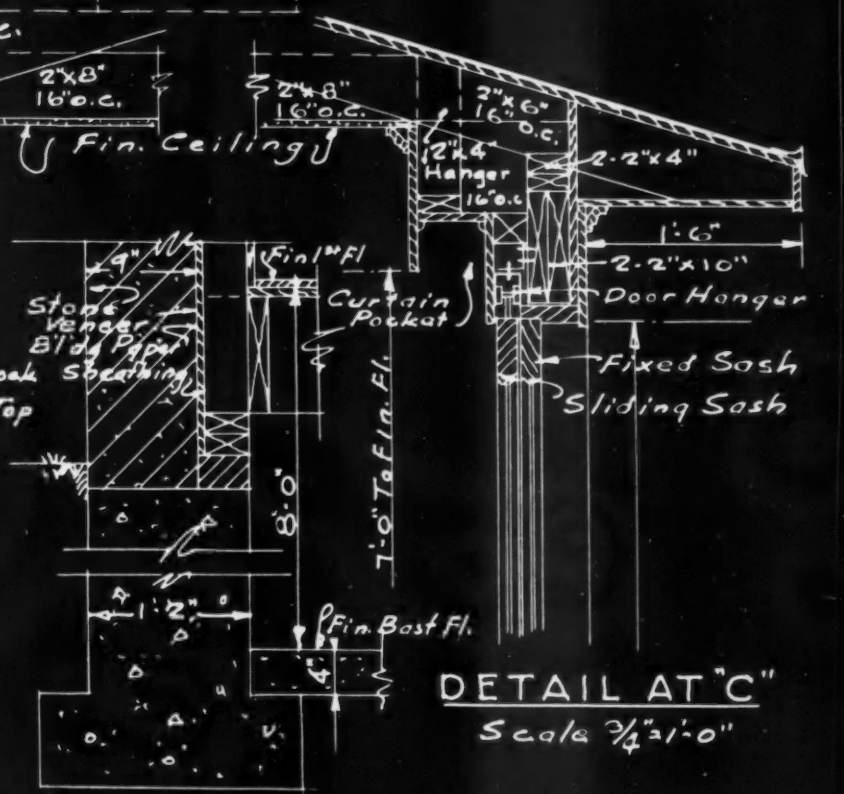 c.
2"x8"
16"o.c.
2"x8"
16"o.c.
2"x6"
16"o.c.
Fin. Ceiling
2"x4"
Hanger
16"o.c
2-2"x4"
1'-6"
9"
Fin 1st Fl
2-2"x10"
Stone
Veneer
Bldg Paper
Sheathing
Top
Curtain
Pocket
Door Hanger
Fixed Sash
Sliding Sash
8'-0"
7'-0" To Fin. Fl.
1'-2"
Fin. Bast Fl.
4"
DETAIL AT "C"
Scale 3/4"=1'-0"